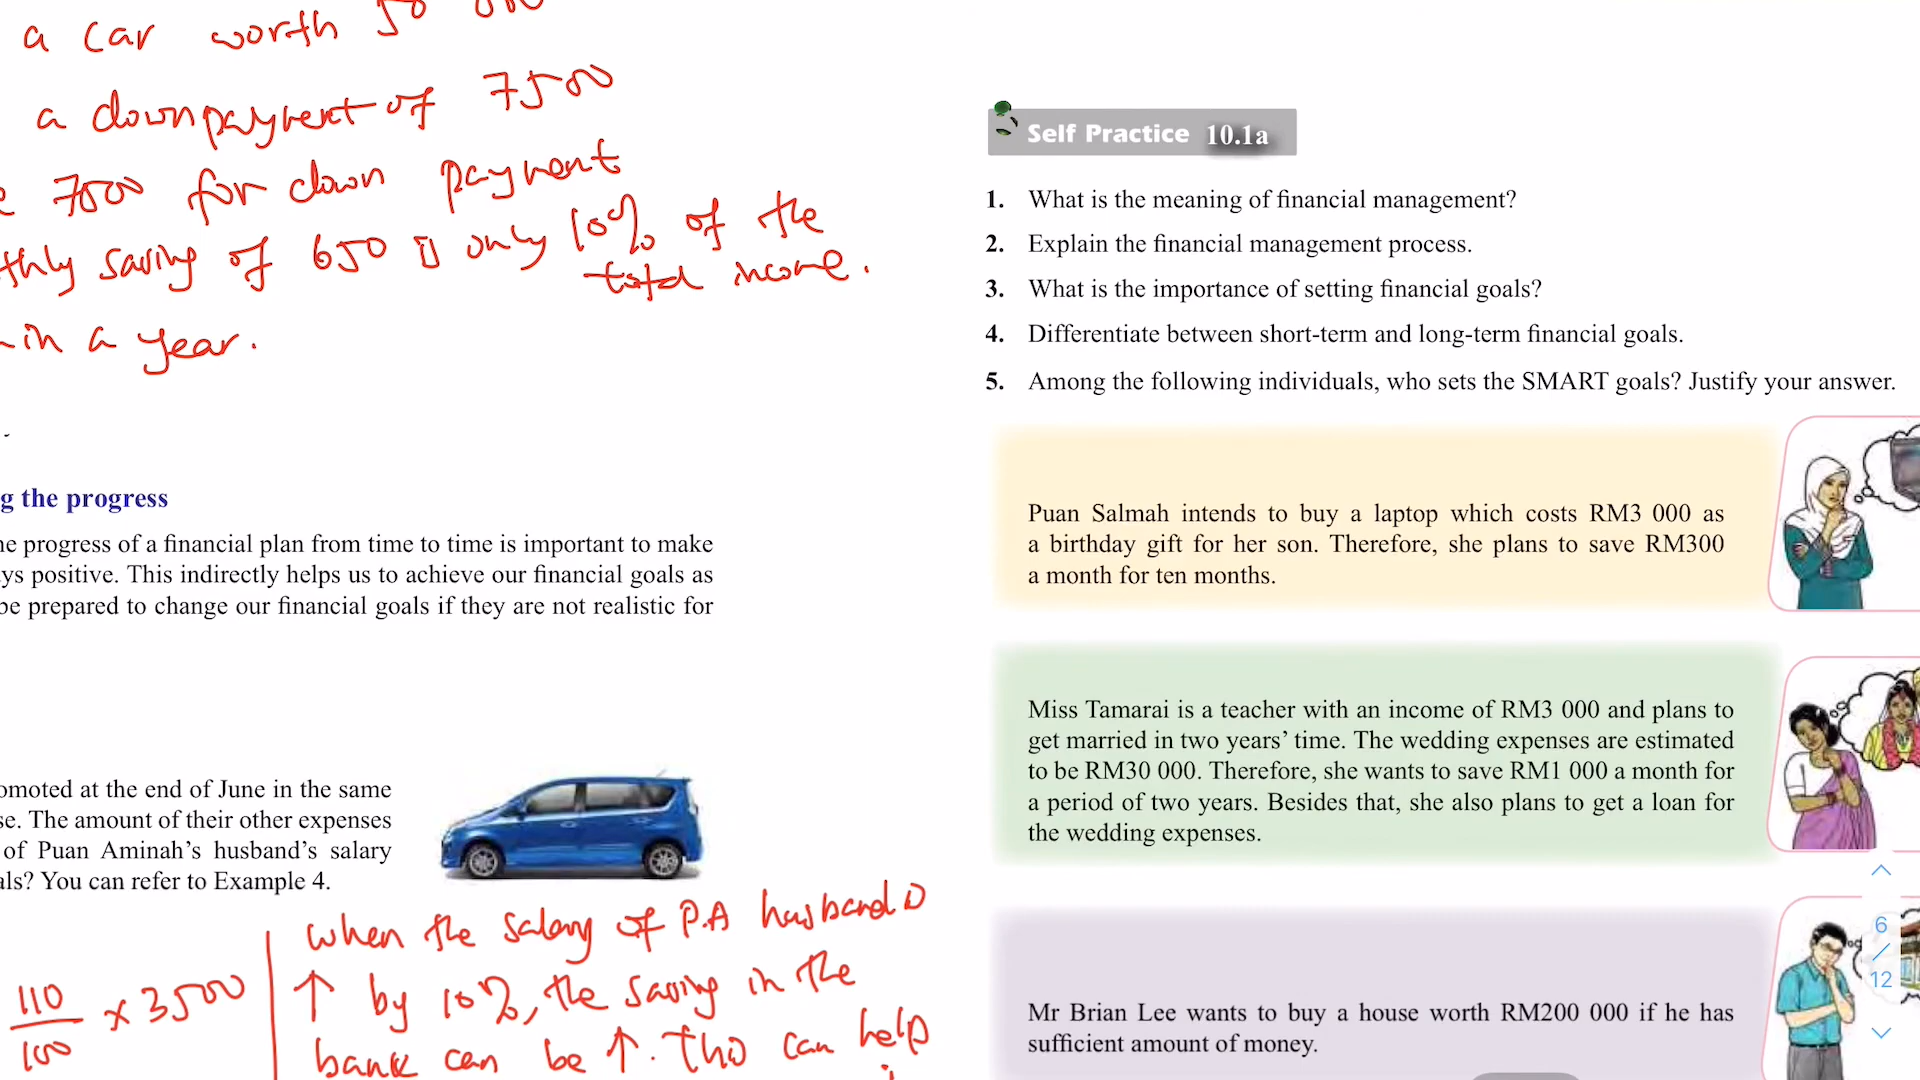 a car worth 50
a downpayment of 7500
7500 for down payment
saving of 650 is only 10% of the
total income.
in a year.
g the progress
he progress of a financial plan from time to time is important to make
ys positive. This indirectly helps us to achieve our financial goals as
be prepared to change our financial goals if they are not realistic for
omoted at the end of June in the same
se. The amount of their other expenses
of Puan Aminah's husband's salary
als? You can refer to Example 4.
110
100
× 3500
When the salary of P.A husband is
↑ by 10%, the saving in the
bank can be ↑. This can help
Self Practice 10.1a
1. What is the meaning of financial management?
2. Explain the financial management process.
3. What is the importance of setting financial goals?
4. Differentiate between short-term and long-term financial goals.
5. Among the following individuals, who sets the SMART goals? Justify your answer.
Puan Salmah intends to buy a laptop which costs RM3 000 as
a birthday gift for her son. Therefore, she plans to save RM300
a month for ten months.
Miss Tamarai is a teacher with an income of RM3 000 and plans to
get married in two years' time. The wedding expenses are estimated
to be RM30 000. Therefore, she wants to save RM1 000 a month for
a period of two years. Besides that, she also plans to get a loan for
the wedding expenses.
Mr Brian Lee wants to buy a house worth RM200 000 if he has
sufficient amount of money.
6
/
12